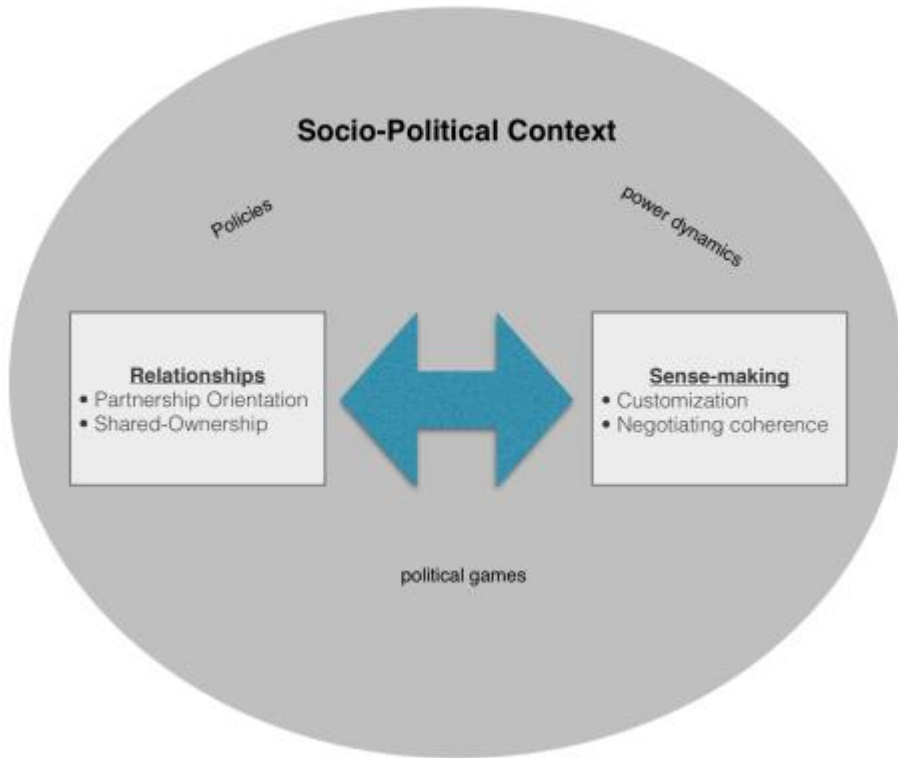 Socio-Political Context
Policies
power dynamics
Relationships
• Partnership Orientation
• Shared-Ownership
Sense-making
• Customization
• Negotiating coherence
political games